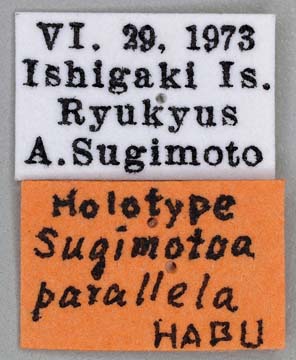 VI. 29, 1973
Ishigaki Is.
Ryukyus
A.Sugimoto
Holotype
Sugimotoa
parallela
HABU